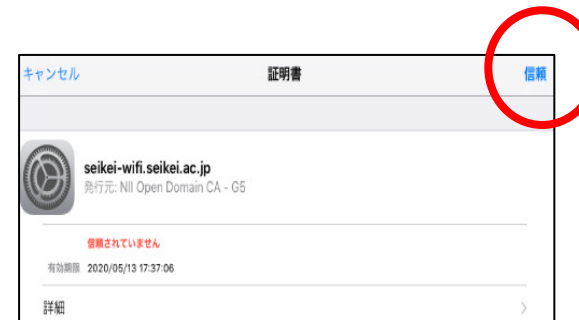 キャンセル 証明書 信頼
seikei-wifi.seikei.ac.jp
発行元: NII Open Domain CA - G5
信頼されていません
有効期限 2020/05/13 17:37:06
詳細